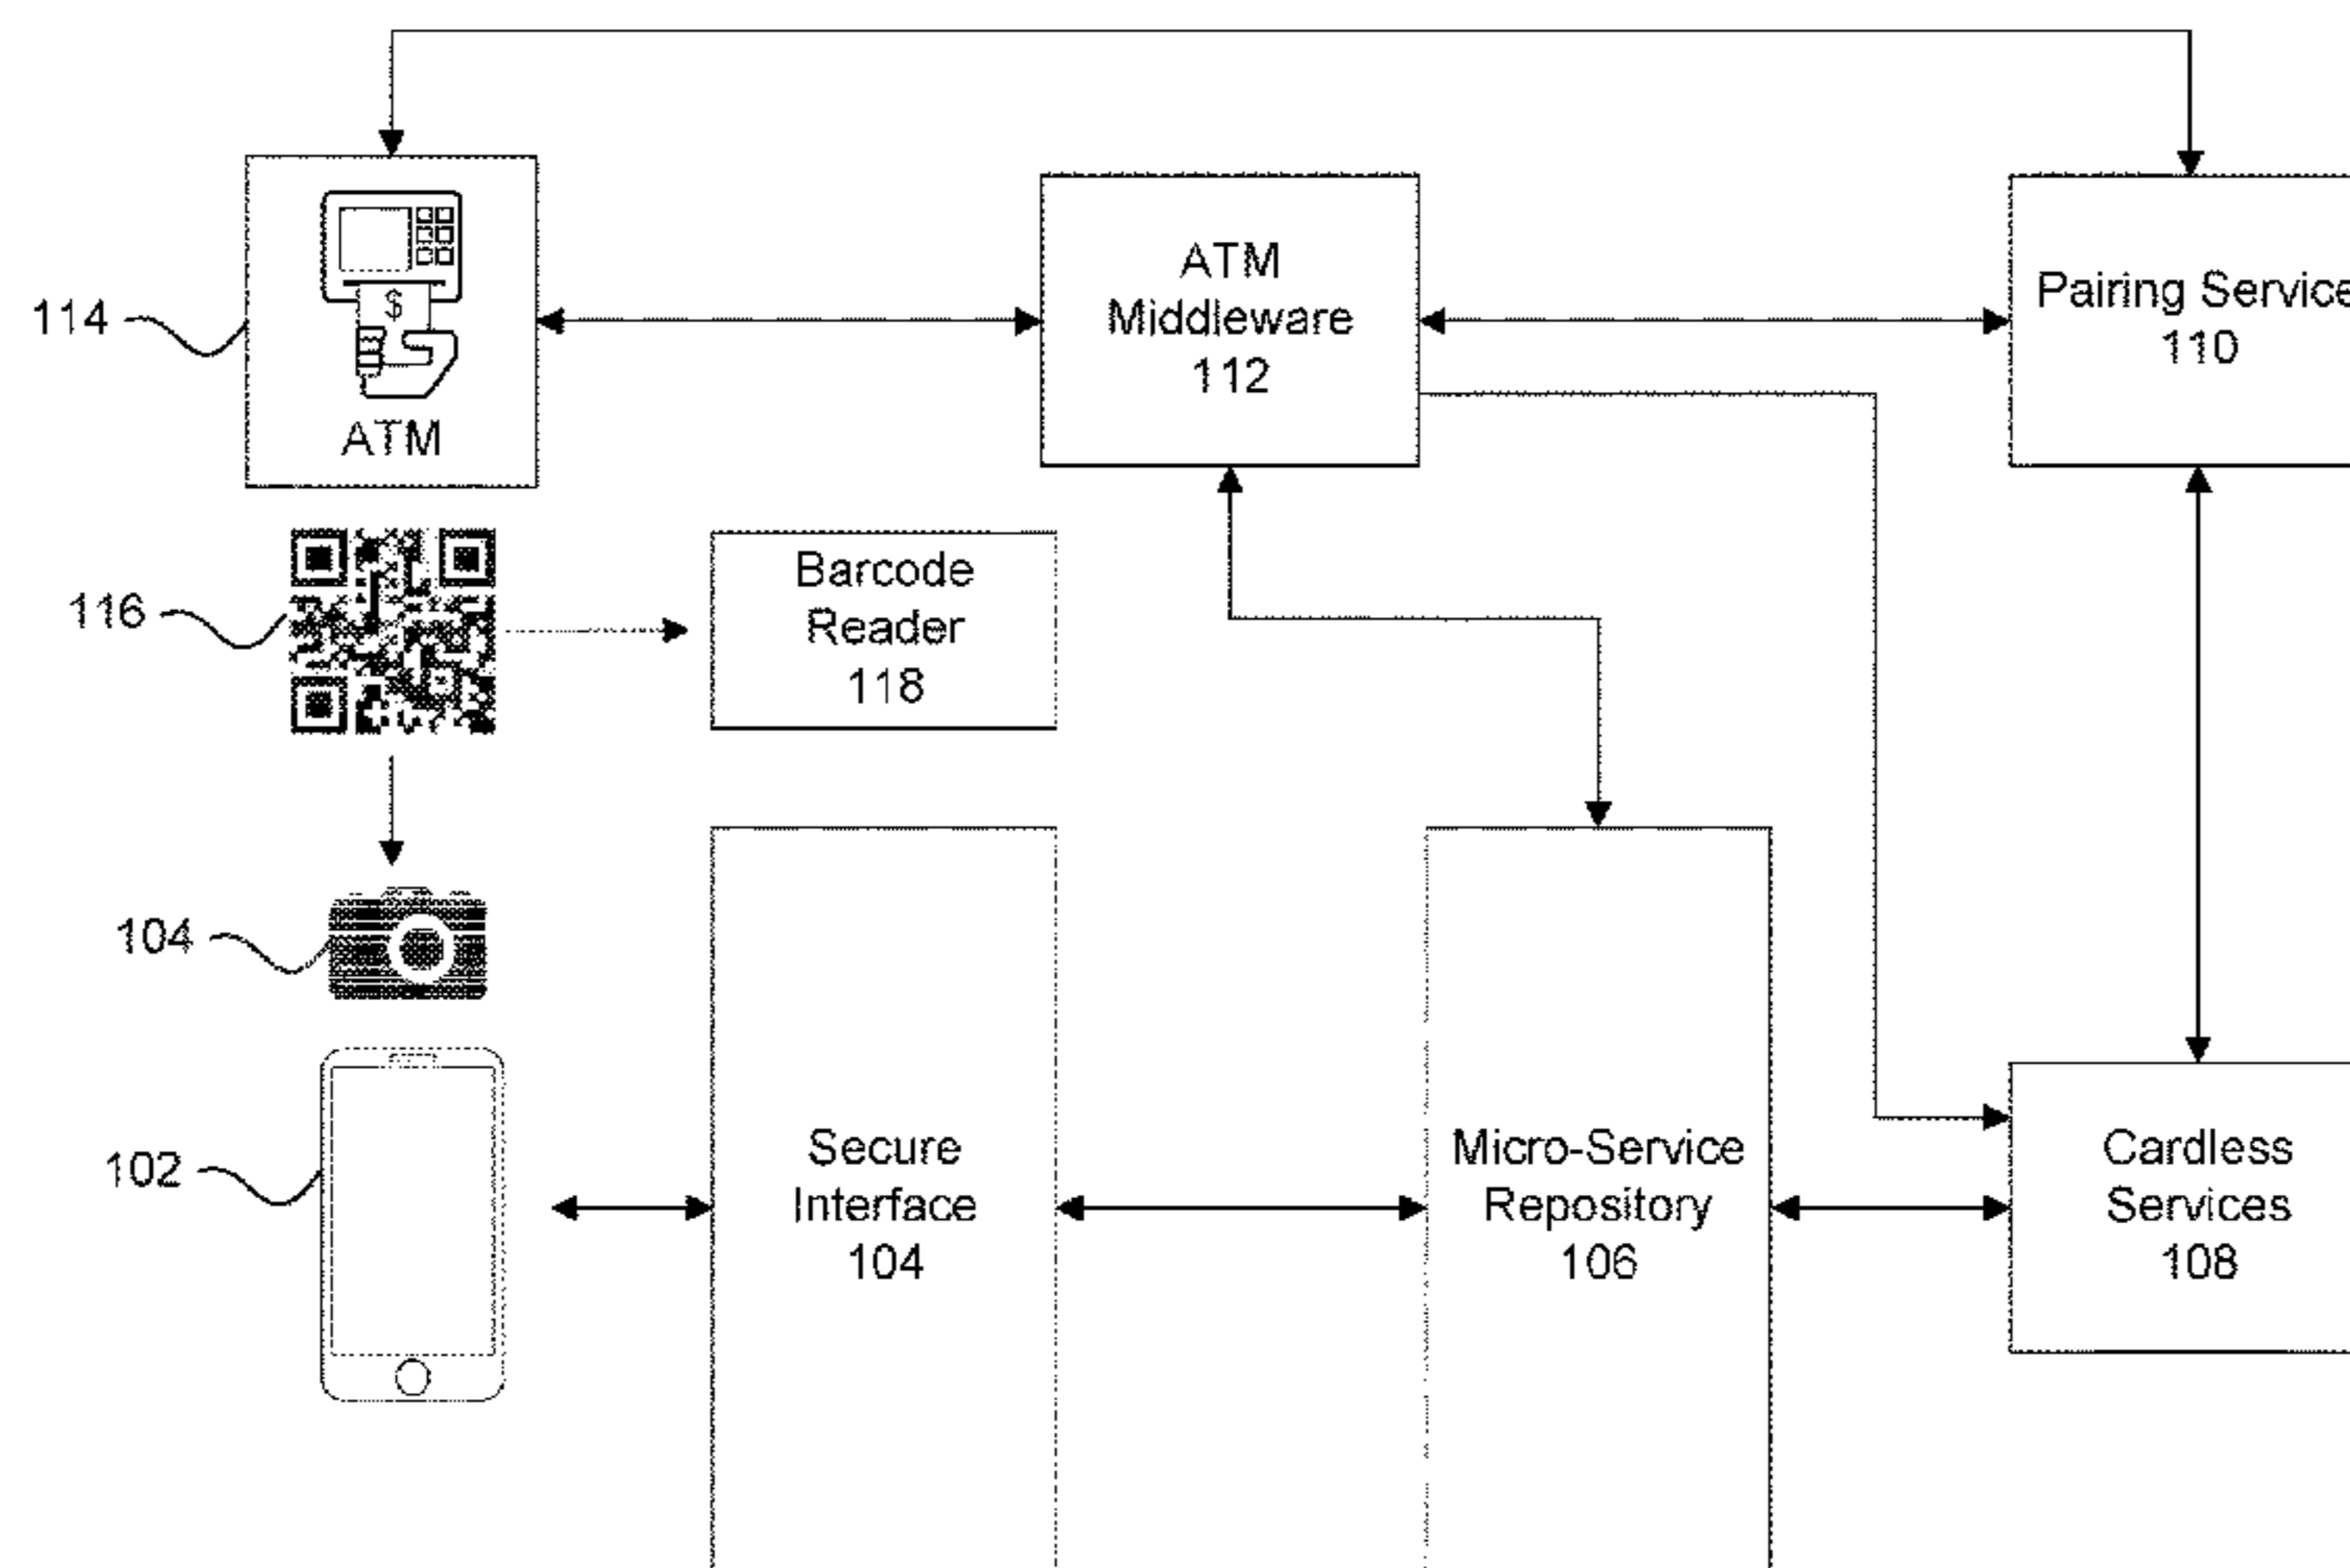 ATM
Middleware
112
Pairing Service
110
114
$
ATM
Barcode
Reader
118
116
104
102
Secure
Interface
104
Micro-Service
Repository
106
Cardless
Services
108